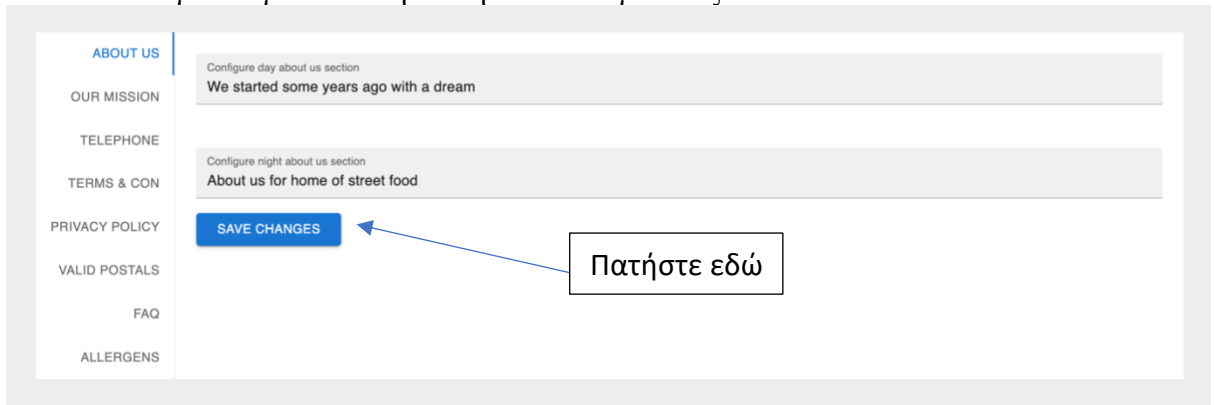 ABOUT US
OUR MISSION
TELEPHONE
TERMS & CON
PRIVACY POLICY
VALID POSTALS
FAQ
ALLERGENS
Configure day about us section
We started some years ago with a dream
Configure night about us section
About us for home of street food
SAVE CHANGES
Πατήστε εδώ